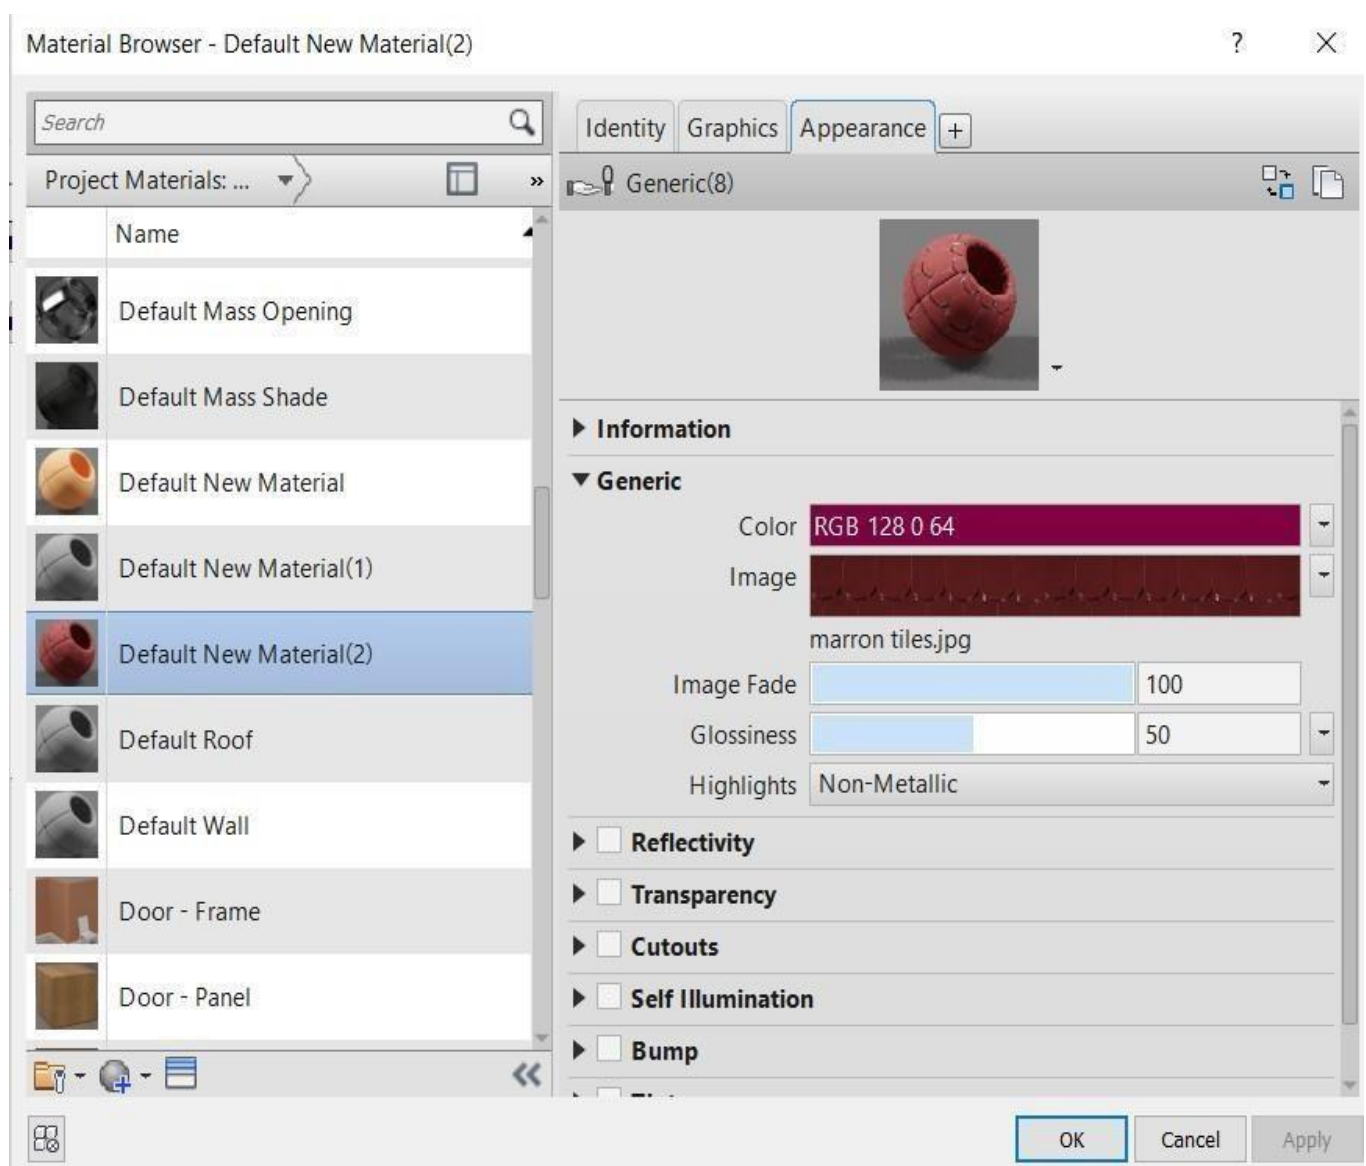 Material Browser - Default New Material(2)
?
Search
Project Materials: ...
»
Name
Default Mass Opening
Default Mass Shade
Default New Material
Default New Material(1)
Default New Material(2)
Default Roof
Default Wall
Door - Frame
Door - Panel
Identity Graphics Appearance +
0 Generic(8)
Information
Generic
Color RGB 128 0 64
Image
marron tiles.jpg
Image Fade 100
Glossiness 50
Highlights Non-Metallic
Reflectivity
Transparency
Cutouts
Self Illumination
Bump
OK Cancel Apply